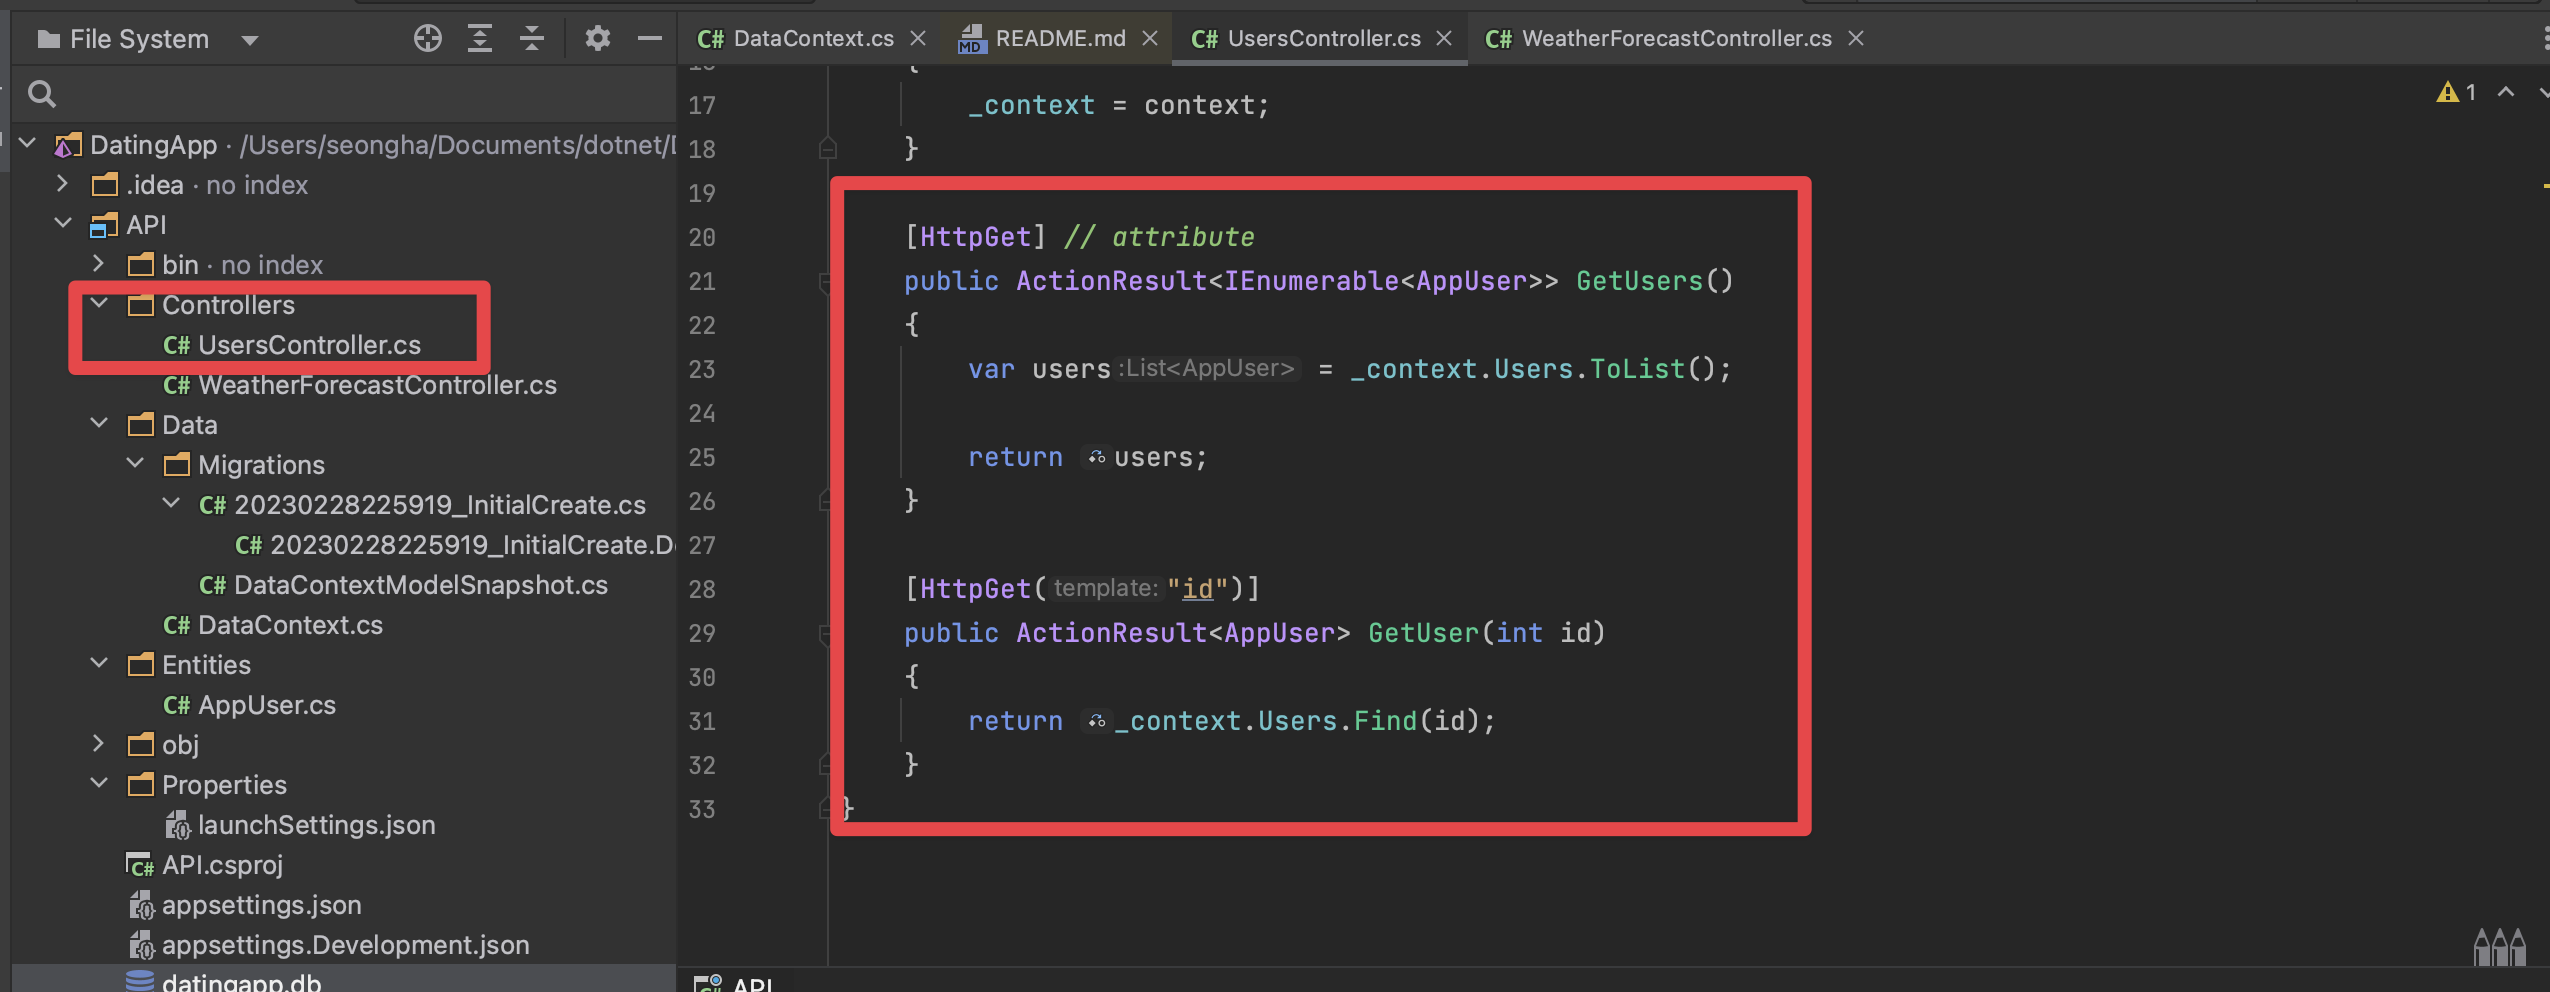 File System
DataContext.cs
README.md
UsersController.cs
WeatherForecastController.cs
DatingApp · /Users/seongha/Documents/dotnet/
.idea · no index
API
bin · no index
Controllers
C# UsersController.cs
C# WeatherForecastController.cs
Data
Migrations
C# 20230228225919_InitialCreate.cs
C# 20230228225919_InitialCreate.De
C# DataContextModelSnapshot.cs
C# DataContext.cs
Entities
C# AppUser.cs
obj
Properties
launchSettings.json
API.csproj
appsettings.json
appsettings.Development.json
datingapp.db
1
16 {
17 _context = context;
18 }
19
20 [HttpGet] // attribute
21 public ActionResult<IEnumerable<AppUser>> GetUsers()
22 {
23 var users :List<AppUser> = _context.Users.ToList();
24
25 return users;
26 }
27
28 [HttpGet( template: "id")]
29 public ActionResult<AppUser> GetUser(int id)
30 {
31 return _context.Users.Find(id);
32 }
33 }
API